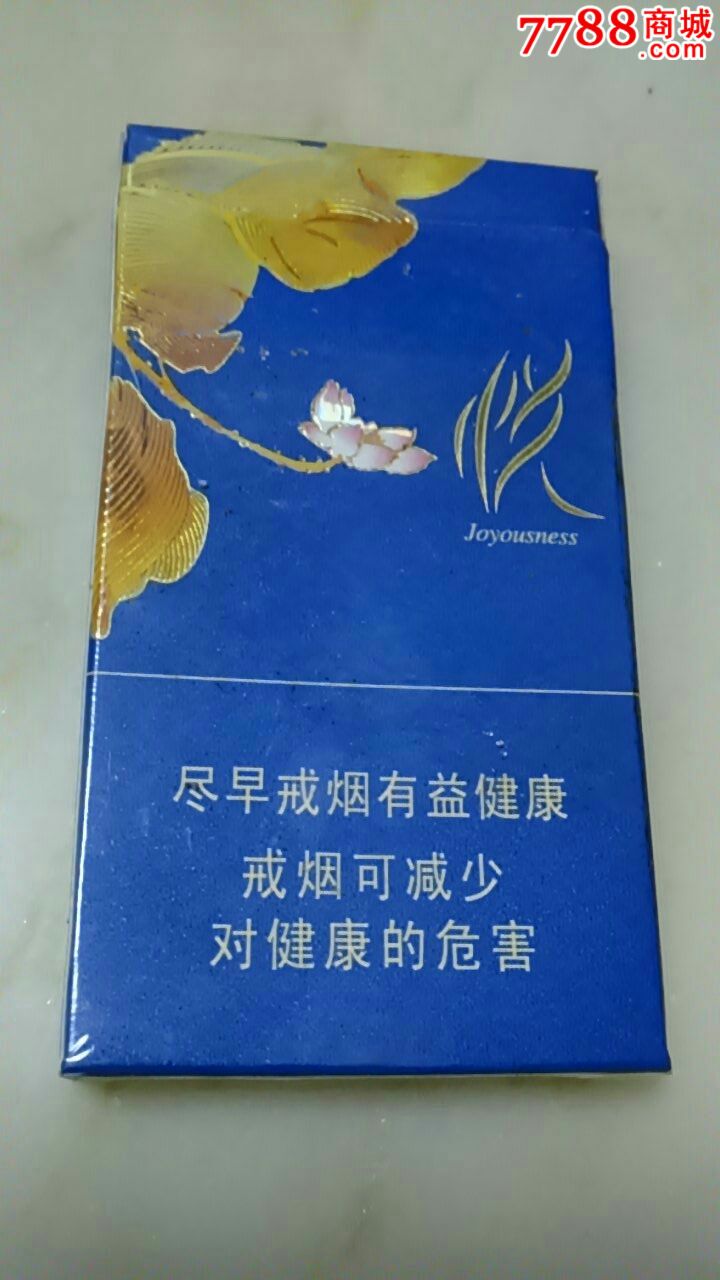 7788商城
.com
悦
Joyousness
尽早戒烟有益健康
戒烟可减少
对健康的危害